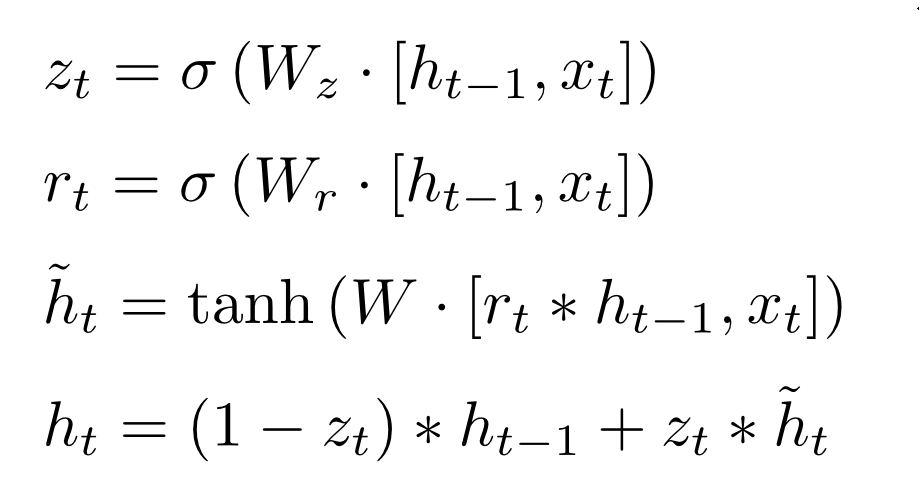 z_t = σ (W_z · [h_{t−1}, x_t])
r_t = σ (W_r · [h_{t−1}, x_t])
h̃_t = tanh (W · [r_t * h_{t−1}, x_t])
h_t = (1 − z_t) * h_{t−1} + z_t * h̃_t